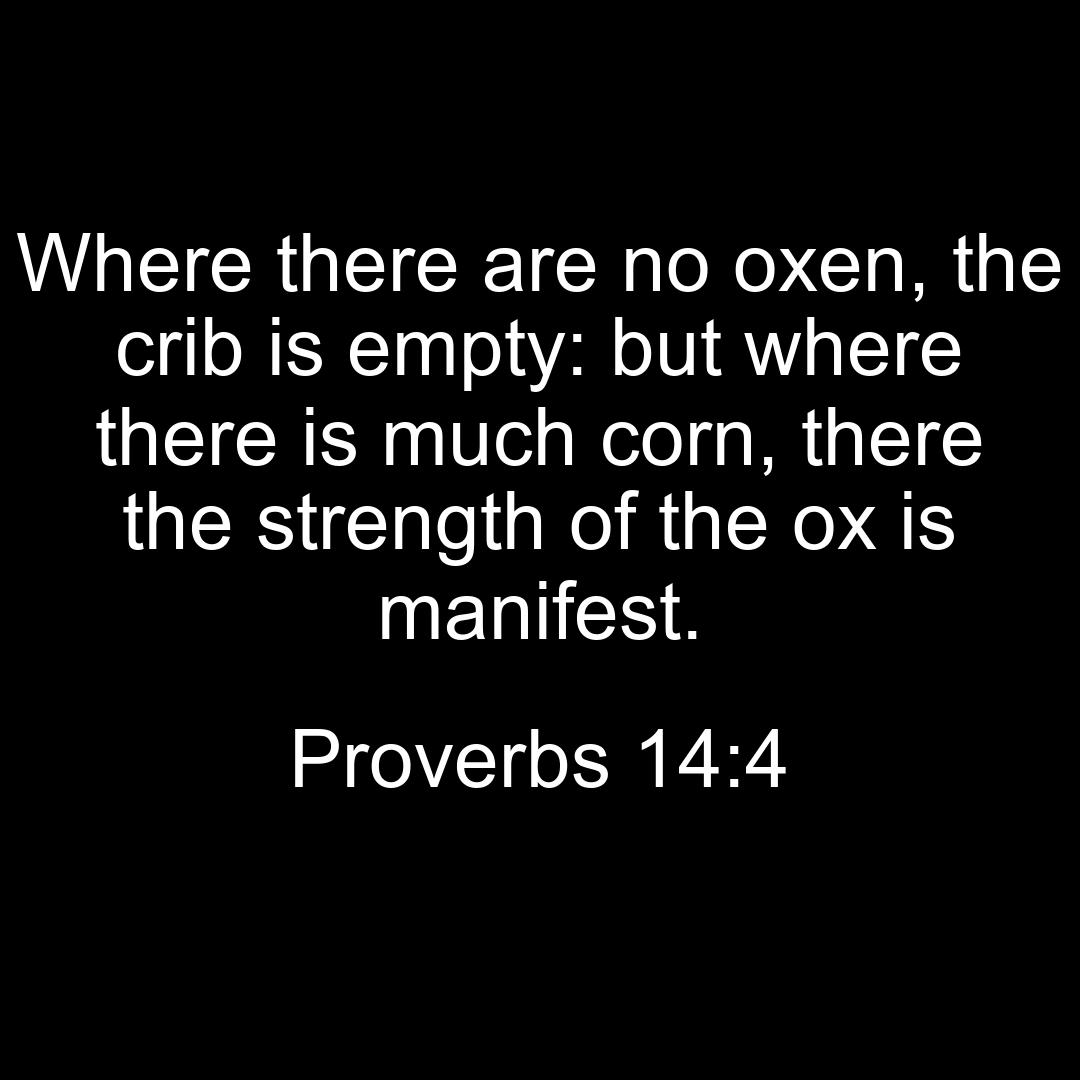 Where there are no oxen, the
crib is empty: but where
there is much corn, there
the strength of the ox is
manifest.
Proverbs 14:4